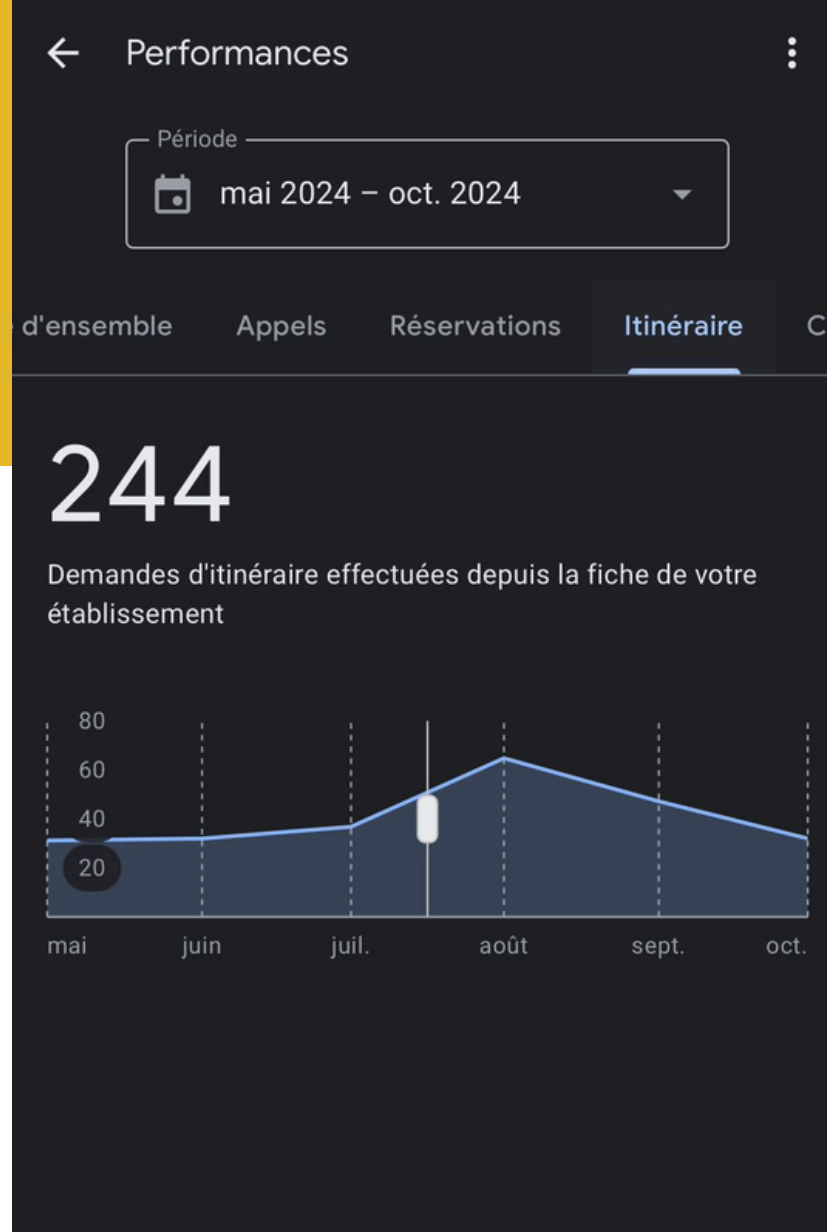 Performances
Période
mai 2024 – oct. 2024
d'ensemble Appels Réservations Itinéraire C
244
Demandes d'itinéraire effectuées depuis la fiche de votre
établissement
80
60
40
20
mai juin juil. août sept. oct.